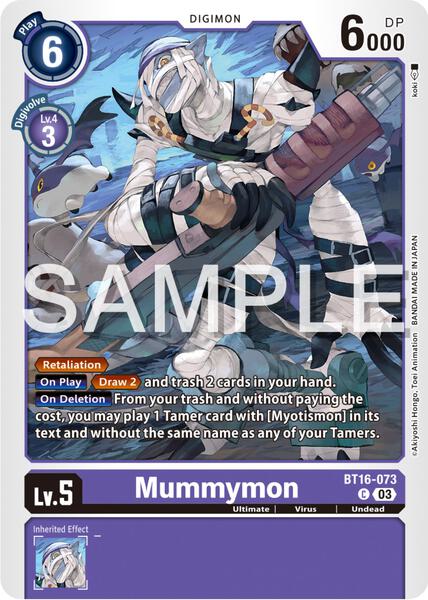 Play
6
DIGIMON
DP
6000
Digivolve
Lv.4
3
koki
SAMPLE
Retaliation
On Play Draw 2 and trash 2 cards in your hand.
On Deletion From your trash and without paying the
cost, you may play 1 Tamer card with [Myotismon] in its
text and without the same name as any of your Tamers.
©Akiyoshi Hongo, Toei Animation BANDAI MADE IN JAPAN
Lv.5
Mummymon
BT16-073
C 03
Ultimate | Virus | Undead
Inherited Effect
–